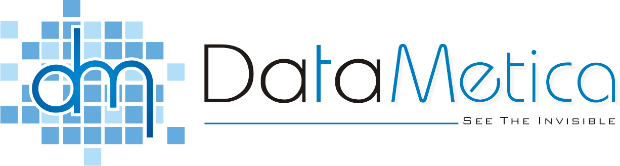 dm
DataMetica
SEE THE INVISIBLE